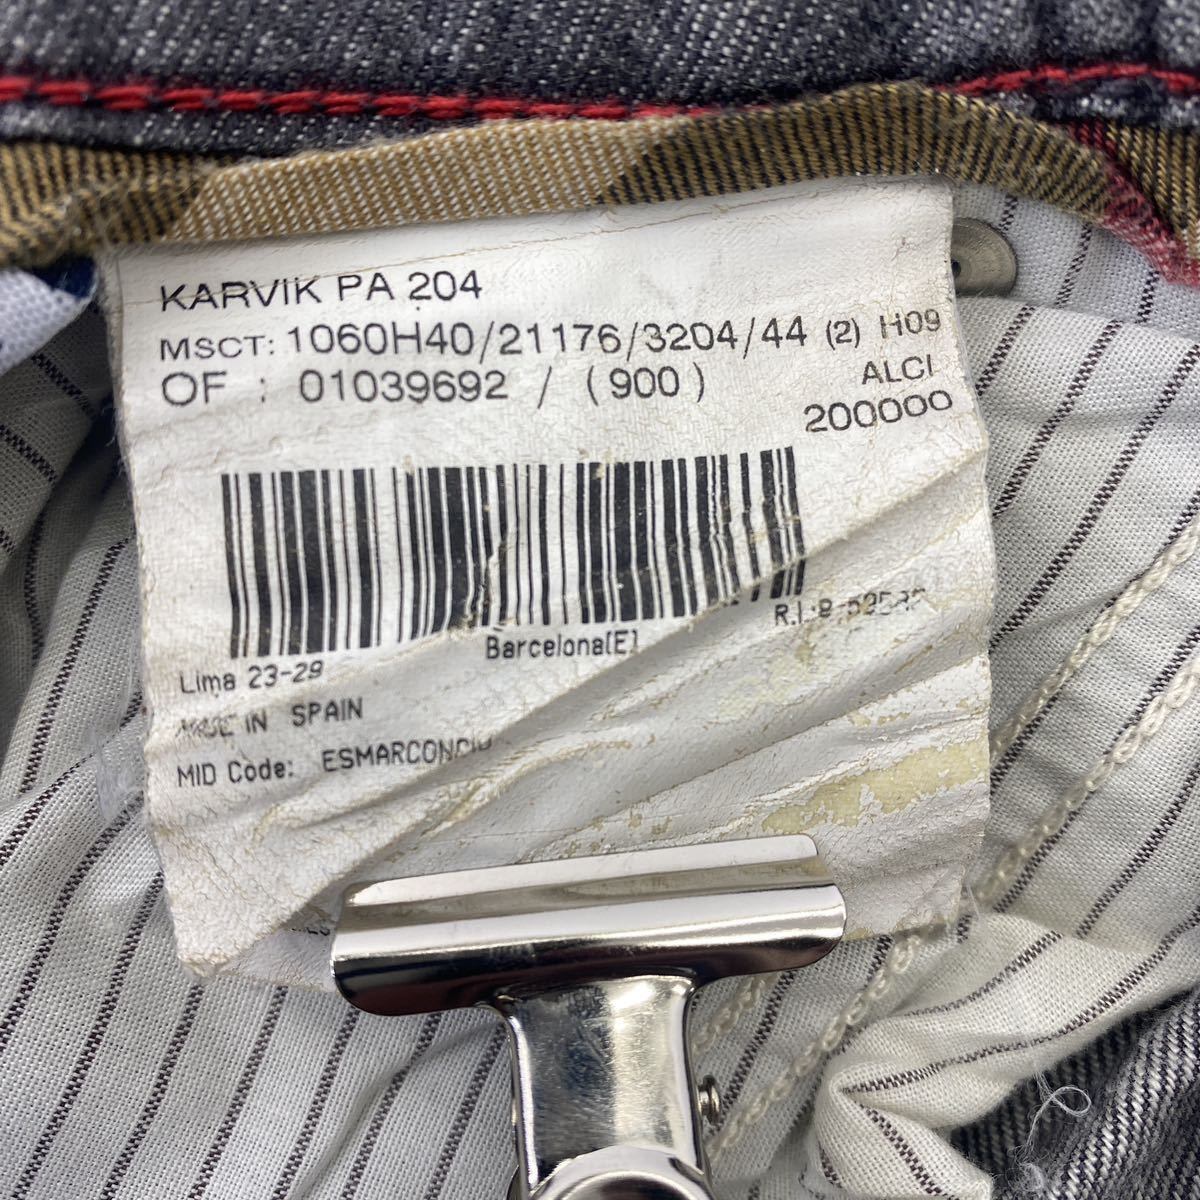 KARVIK PA 204
MSCT: 1060H40/21176/3204/44 (2) H09
OF : 01039692 / (900) ALCI
200000
Barcelona(E)
Lima 23-29
MADE IN SPAIN
MID Code: